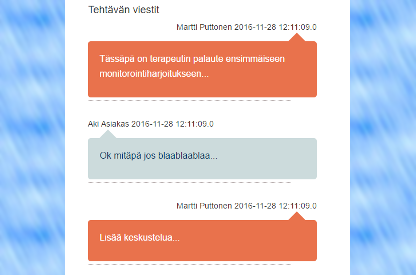 Tehtävän viestit
Martti Puttonen 2016-11-28 12:11:09.0
Tässäpä on terapeutin palaute ensimmäiseen
monitorointiharjoitukseen...
Aki Asiakas 2016-11-28 12:11:09.0
Ok mitäpä jos blaablaablaa...
Martti Puttonen 2016-11-28 12:11:09.0
Lisää keskustelua...